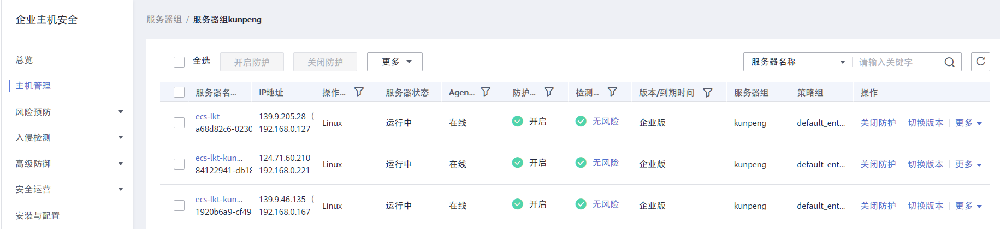 企业主机安全
总览
主机管理
风险预防
入侵检测
高级防御
安全运营
安装与配置
服务器组 / 服务器组kunpeng
全选 开启防护 关闭防护 更多 服务器名称 请输入关键字
服务器名... IP地址 操作... 服务器状态 Agen... 防护... 检测... 版本/到期时间 服务器组 策略组 操作
ecs-lkt 139.9.205.28 (
a68d82c6-0230 192.168.0.127 Linux 运行中 在线 开启 无风险 企业版 kunpeng default_ent... 关闭防护 切换版本 更多
ecs-lkt-kun... 124.71.60.210
84122941-db18 192.168.0.221 Linux 运行中 在线 开启 无风险 企业版 kunpeng default_ent... 关闭防护 切换版本 更多
ecs-lkt-kun... 139.9.46.135 (
1920b6a9-cf49 192.168.0.167 Linux 运行中 在线 开启 无风险 企业版 kunpeng default_ent... 关闭防护 切换版本 更多